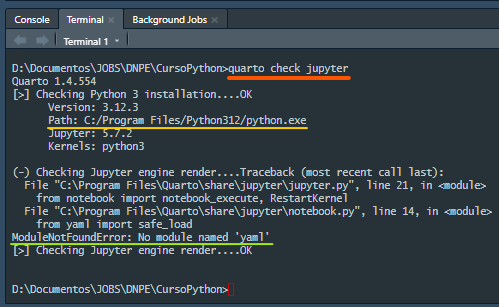 Console Terminal × Background Jobs ×
Terminal 1
D:\Documentos\JOBS\DNPE\CursoPython>quarto check jupyter
Quarto 1.4.554
[>] Checking Python 3 installation....OK
Version: 3.12.3
Path: C:/Program Files/Python312/python.exe
Jupyter: 5.7.2
Kernels: python3
(-) Checking Jupyter engine render....Traceback (most recent call last):
File "C:\Program Files\Quarto\share\jupyter\jupyter.py", line 21, in <module>
from notebook import notebook_execute, RestartKernel
File "C:\Program Files\Quarto\share\jupyter\notebook.py", line 14, in <module>
from yaml import safe_load
ModuleNotFoundError: No module named 'yaml'
[>] Checking Jupyter engine render....OK
D:\Documentos\JOBS\DNPE\CursoPython>